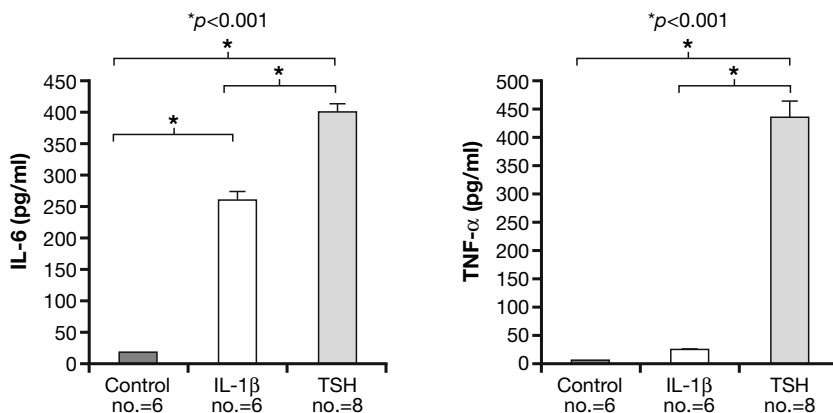 *p<0.001
*
*
*
IL-6 (pg/ml)
450
400
350
300
250
200
150
100
50
0
Control
no.=6
IL-1β
no.=6
TSH
no.=8
*p<0.001
*
*
TNF-α (pg/ml)
500
450
400
350
300
250
200
150
100
50
0
Control
no.=6
IL-1β
no.=6
TSH
no.=8